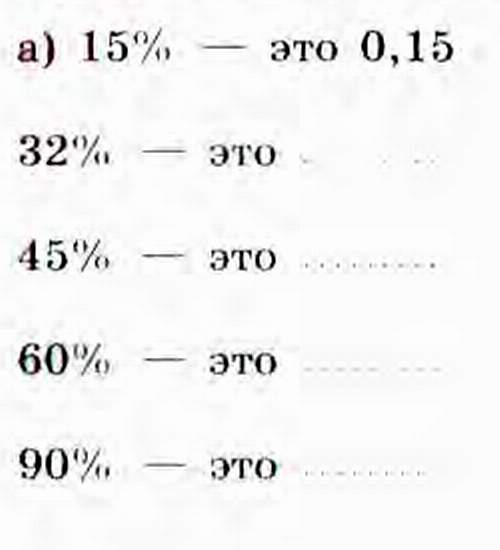 а) 15% — это 0,15
32% — это .........
45% — это .........
60% — это .........
90% — это .........